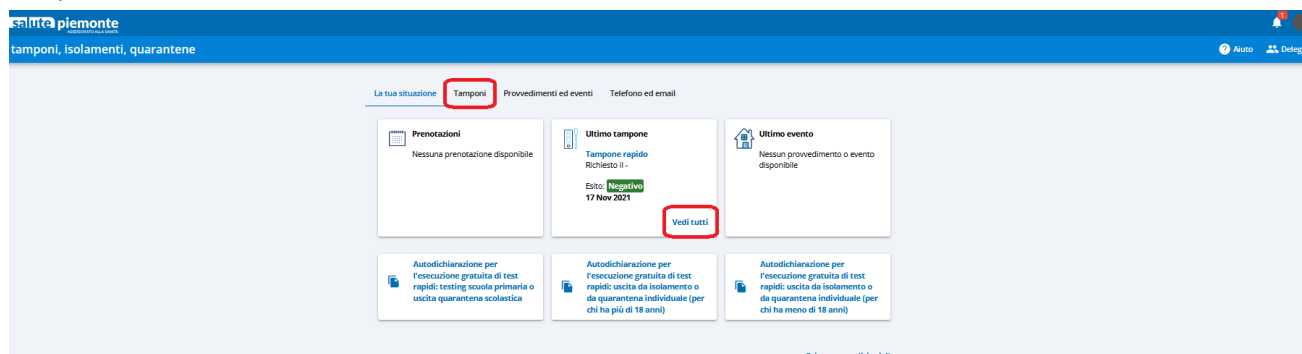 salute piemonte
ASSESSORATO ALLA SANITÀ
1
tamponi, isolamenti, quarantene
Aiuto
La tua situazione Tamponi Provvedimenti ed eventi Telefono ed email
Prenotazioni
Nessuna prenotazione disponibile
Ultimo tampone
Tampone rapido
Richiesto il -
Esito: Negativo
17 Nov 2021
Vedi tutti
Ultimo evento
Nessun provvedimento o evento
disponibile
Autodichiarazione per
l'esecuzione gratuita di test
rapidi: testing scuola primaria o
uscita quarantena scolastica
Autodichiarazione per
l'esecuzione gratuita di test
rapidi: uscita da isolamento o
da quarantena individuale (per
chi ha più di 18 anni)
Autodichiarazione per
l'esecuzione gratuita di test
rapidi: uscita da isolamento o
da quarantena individuale (per
chi ha meno di 18 anni)